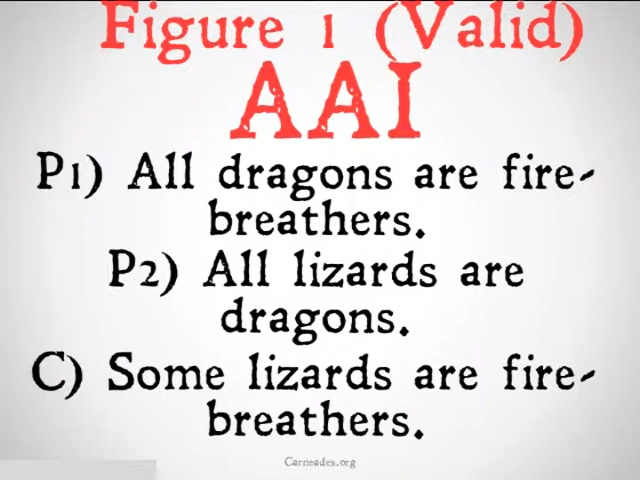 Figure 1 (Valid)
AAI
P1) All dragons are fire-
breathers.
P2) All lizards are
dragons.
C) Some lizards are fire-
breathers.
Carneades.org